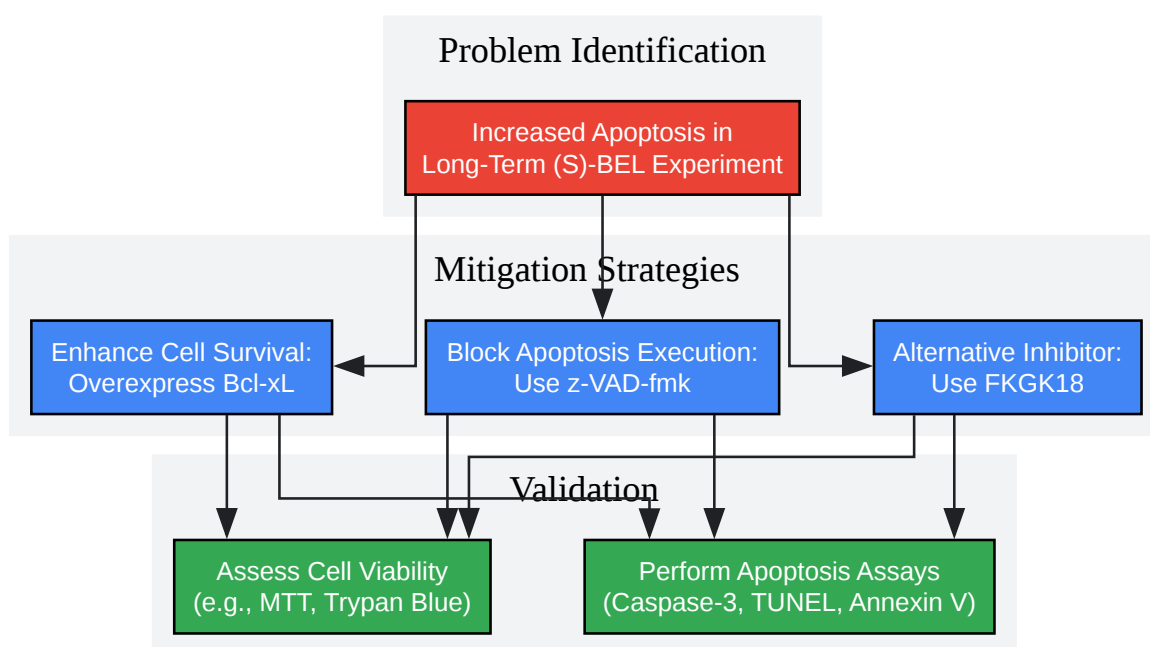 Problem Identification
Increased Apoptosis in
Long-Term (S)-BEL Experiment
Mitigation Strategies
Enhance Cell Survival:
Overexpress Bcl-xL
Block Apoptosis Execution:
Use z-VAD-fmk
Alternative Inhibitor:
Use FKGK18
Validation
Assess Cell Viability
(e.g., MTT, Trypan Blue)
Perform Apoptosis Assays
(Caspase-3, TUNEL, Annexin V)